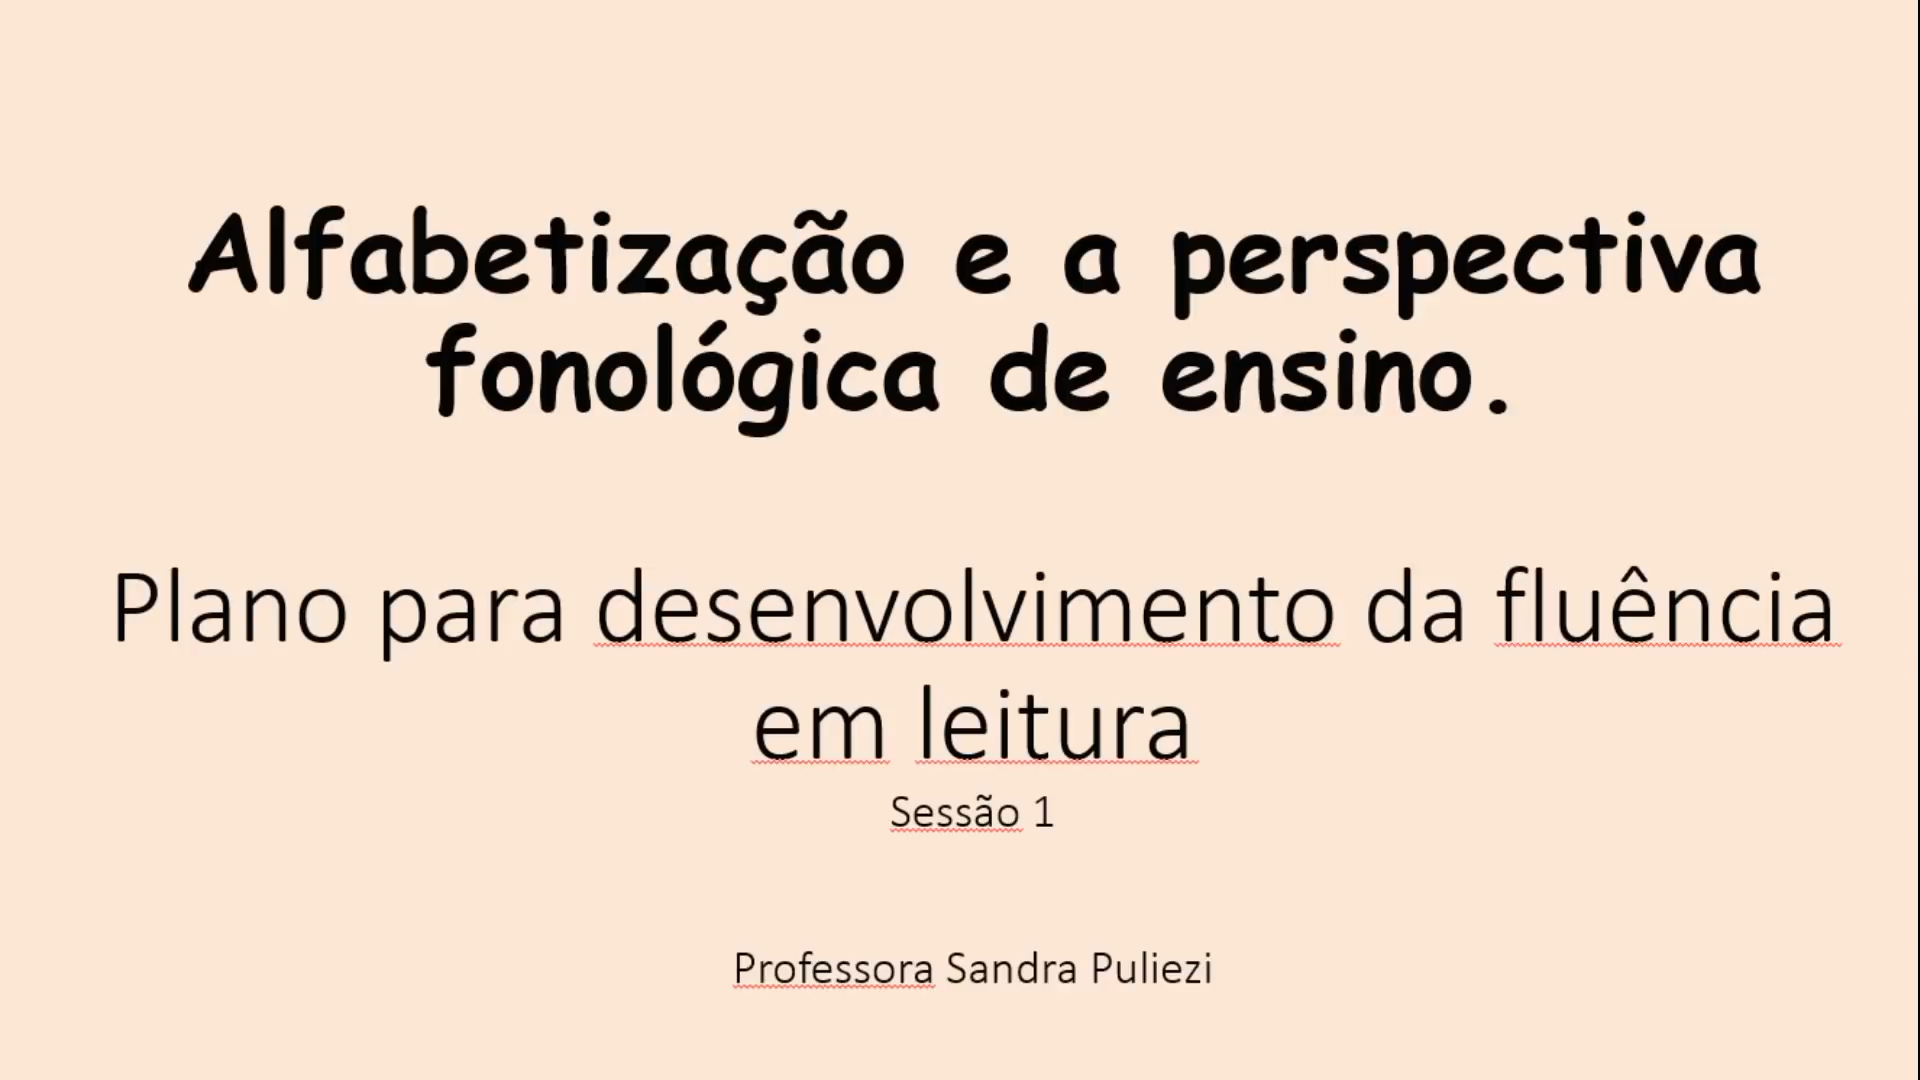 Alfabetização e a perspectiva
fonológica de ensino.
Plano para desenvolvimento da fluência
em leitura
Sessão 1
Professora Sandra Puliezi